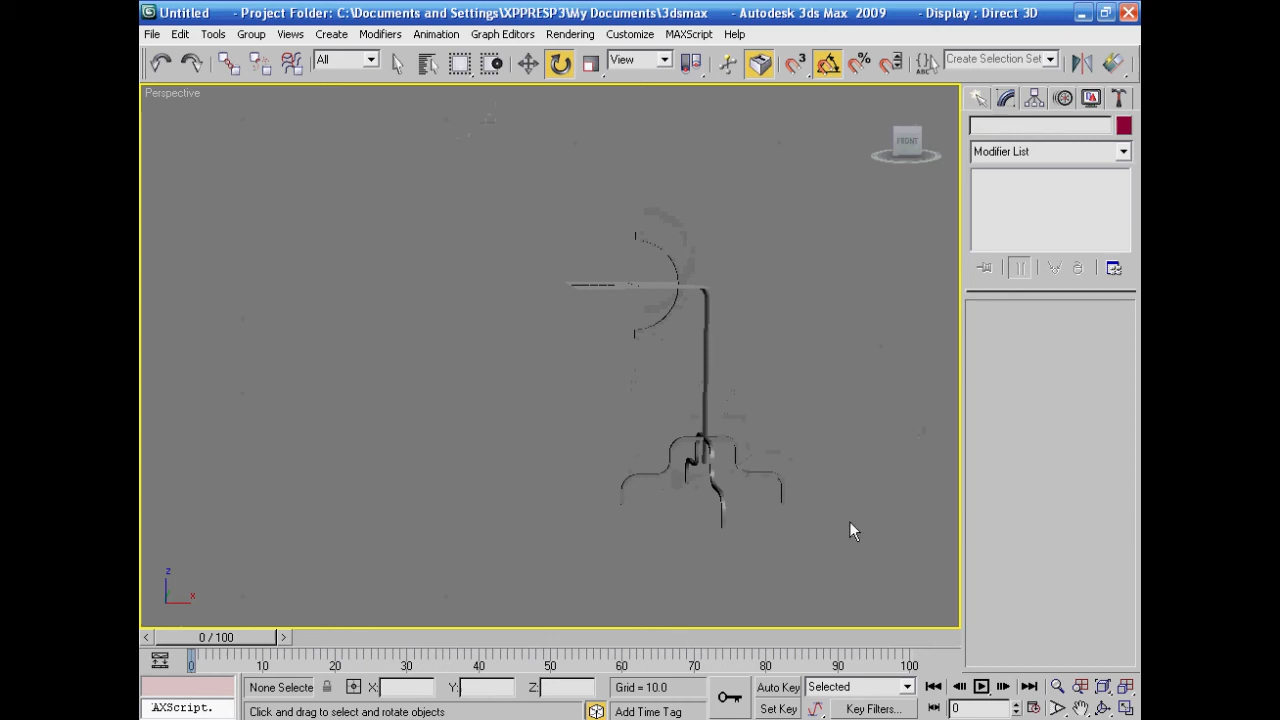 Untitled - Project Folder: C:\Documents and Settings\XPPRESP3\My Documents\3dsmax - Autodesk 3ds Max 2009 - Display : Direct 3D
File Edit Tools Group Views Create Modifiers Animation Graph Editors Rendering Customize MAXScript Help
All View 3 % ABC Create Selection Set
Perspective
FRONT
Modifier List
z
x
0 / 100
0 10 20 30 40 50 60 70 80 90 100
None Selecte X: Y: Z: Grid = 10.0 Auto Key Selected
AXScript. Click and drag to select and rotate objects Add Time Tag Set Key Key Filters... 0